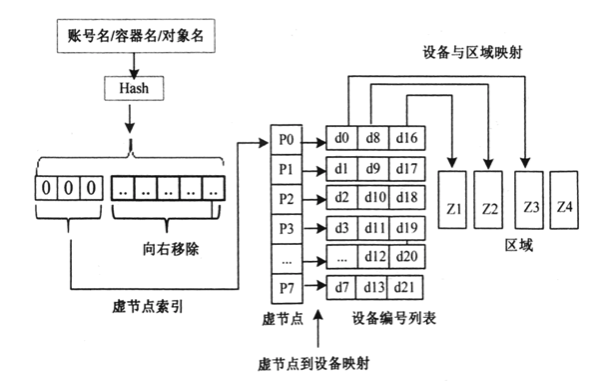 账号名/容器名/对象名
设备与区域映射
Hash
P0 d0 d8 d16
0 0 0 .. .. .. .. ..
P1 d1 d9 d17
P2 d2 d10 d18
Z1 Z2 Z3 Z4
P3 d3 d11 d19
向右移除
区域
... ... d12 d20
P7 d7 d13 d21
虚节点索引
虚节点
设备编号列表
虚节点到设备映射